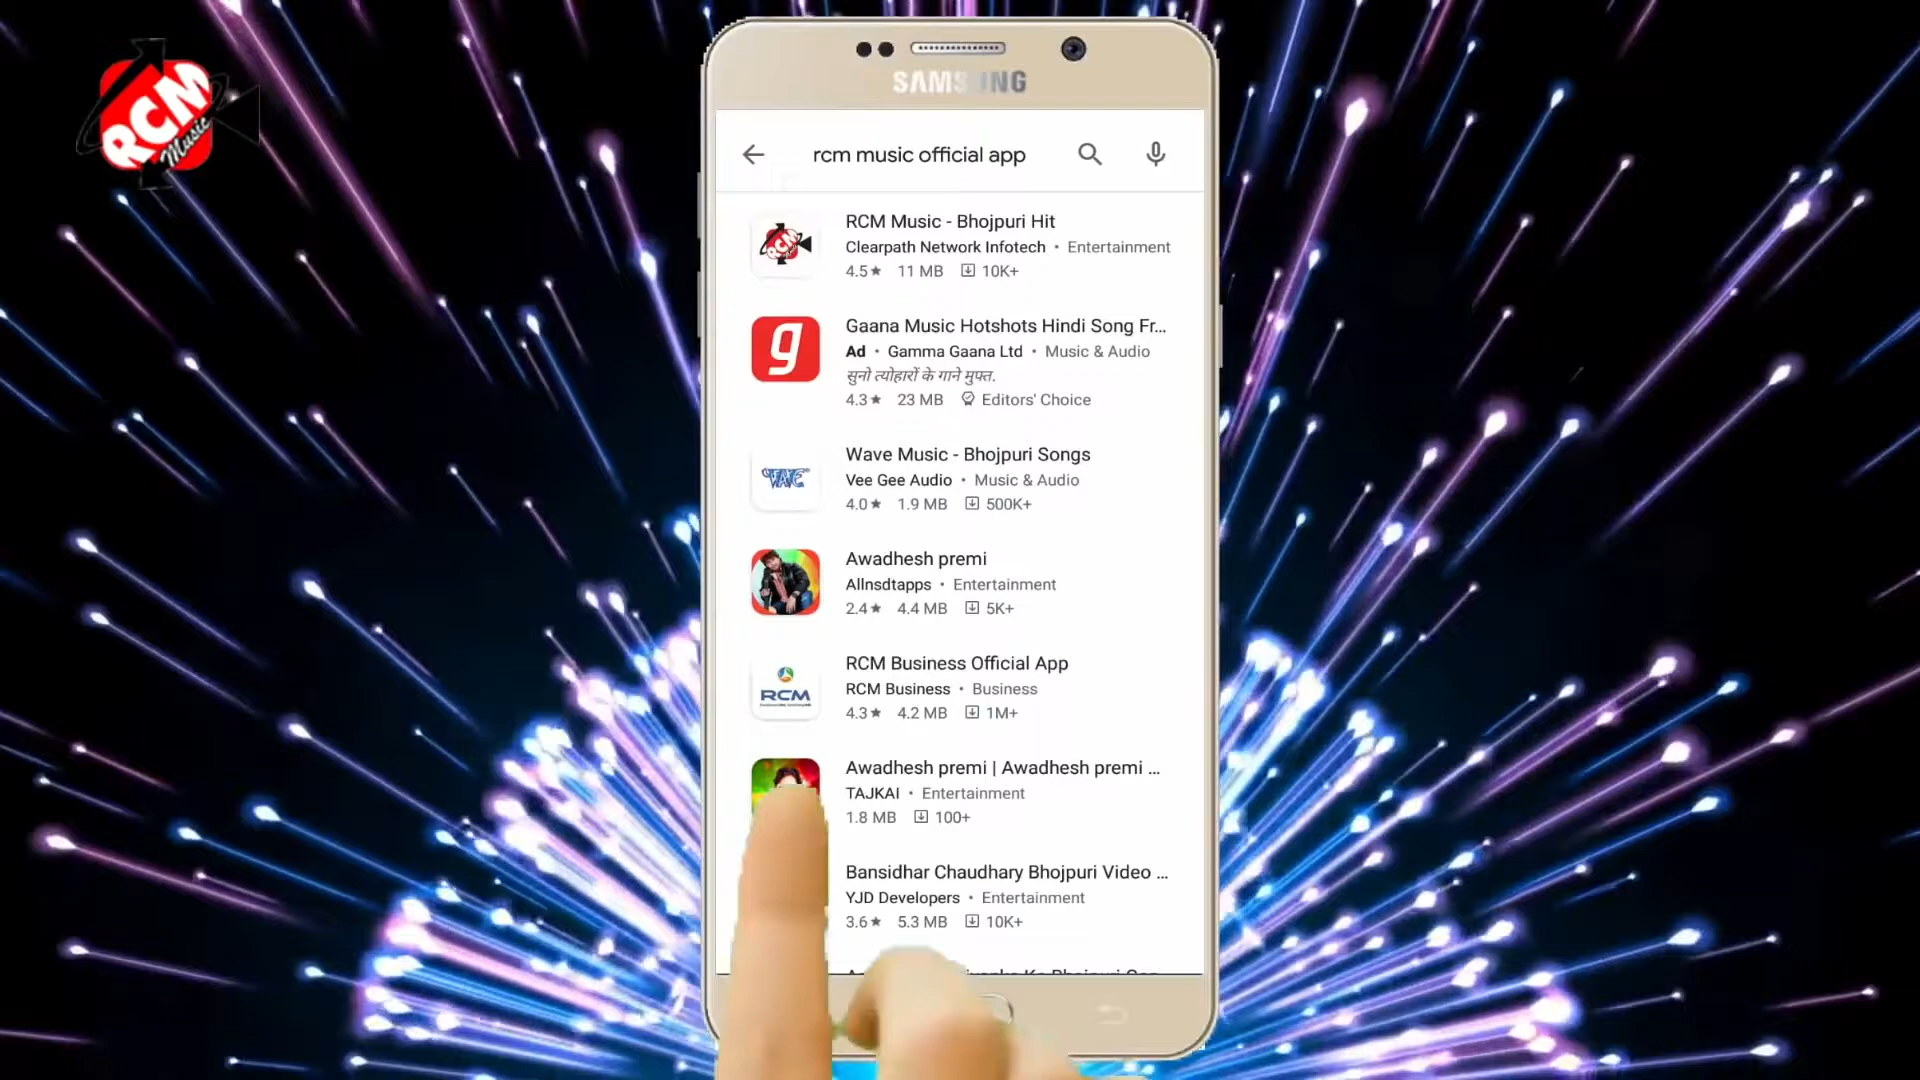 RCM
Music
SAMSUNG
rcm music official app
RCM Music - Bhojpuri Hit
Clearpath Network Infotech • Entertainment
4.5★ 11 MB 10K+
Gaana Music Hotshots Hindi Song Fr...
Ad • Gamma Gaana Ltd • Music & Audio
सुनो त्योहारों के गाने मुफ्त.
4.3★ 23 MB Editors' Choice
Wave Music - Bhojpuri Songs
Vee Gee Audio • Music & Audio
4.0★ 1.9 MB 500K+
Awadhesh premi
Allnsdtapps • Entertainment
2.4★ 4.4 MB 5K+
RCM Business Official App
RCM Business • Business
4.3★ 4.2 MB 1M+
Awadhesh premi | Awadhesh premi ...
TAJKAI • Entertainment
1.8 MB 100+
Bansidhar Chaudhary Bhojpuri Video ...
YJD Developers • Entertainment
3.6★ 5.3 MB 10K+
RCM
WAVE
RCM